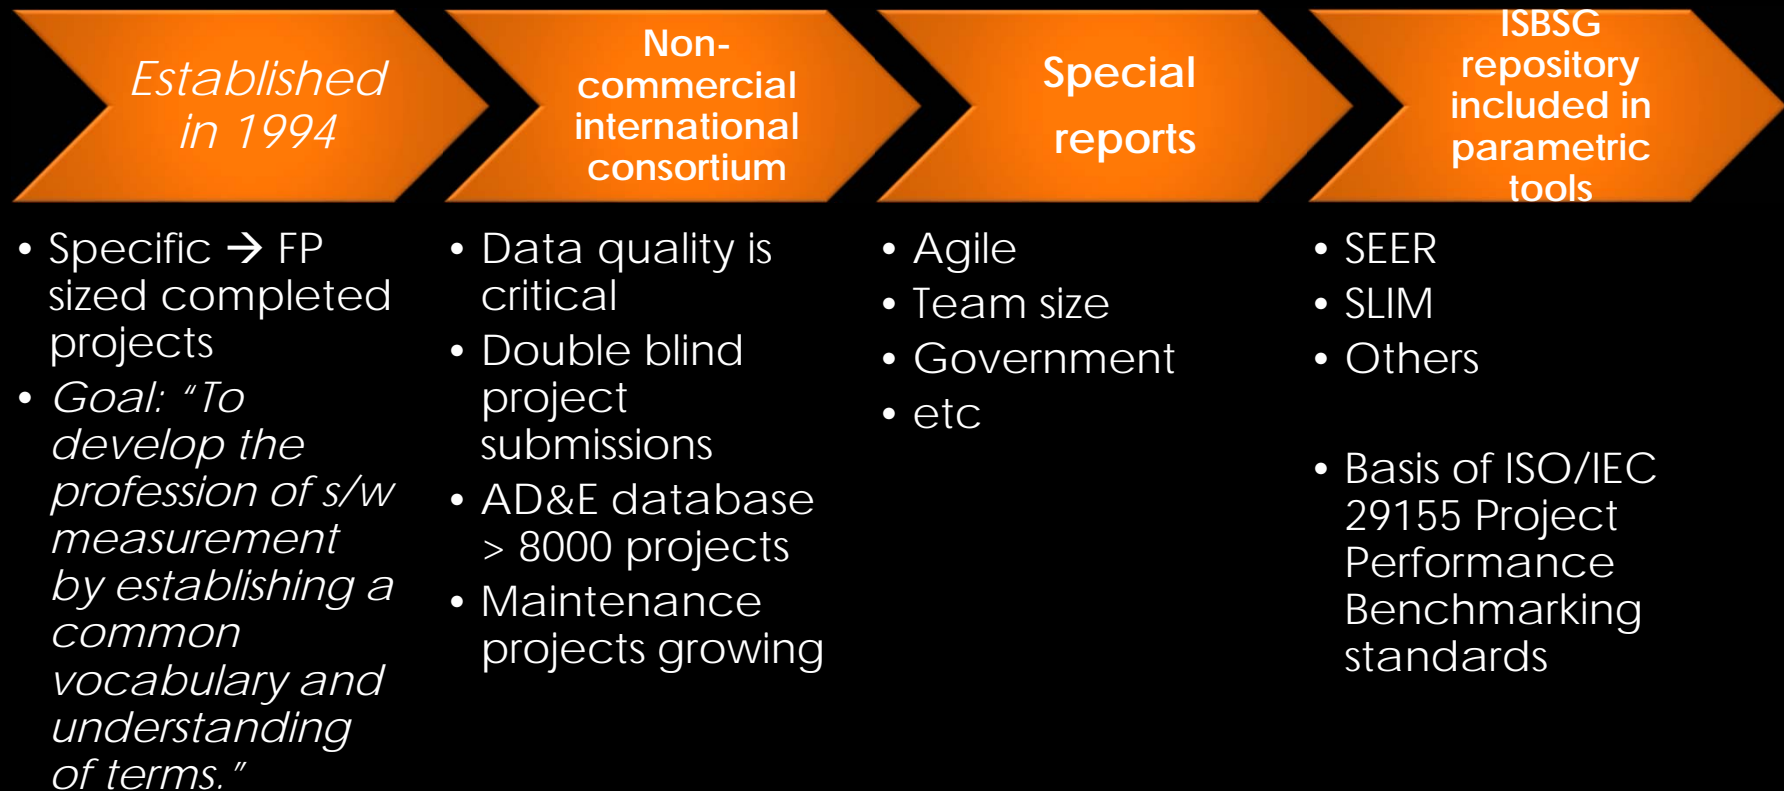 Established
in 1994
• Specific → FP
sized completed
projects
• Goal: “To
develop the
profession of s/w
measurement
by establishing a
common
vocabulary and
understanding
of terms.”
Non-
commercial
international
consortium
• Data quality is
critical
• Double blind
project
submissions
• AD&E database
> 8000 projects
• Maintenance
projects growing
Special
reports
• Agile
• Team size
• Government
• etc
ISBSG
repository
included in
parametric
tools
• SEER
• SLIM
• Others
• Basis of ISO/IEC
29155 Project
Performance
Benchmarking
standards